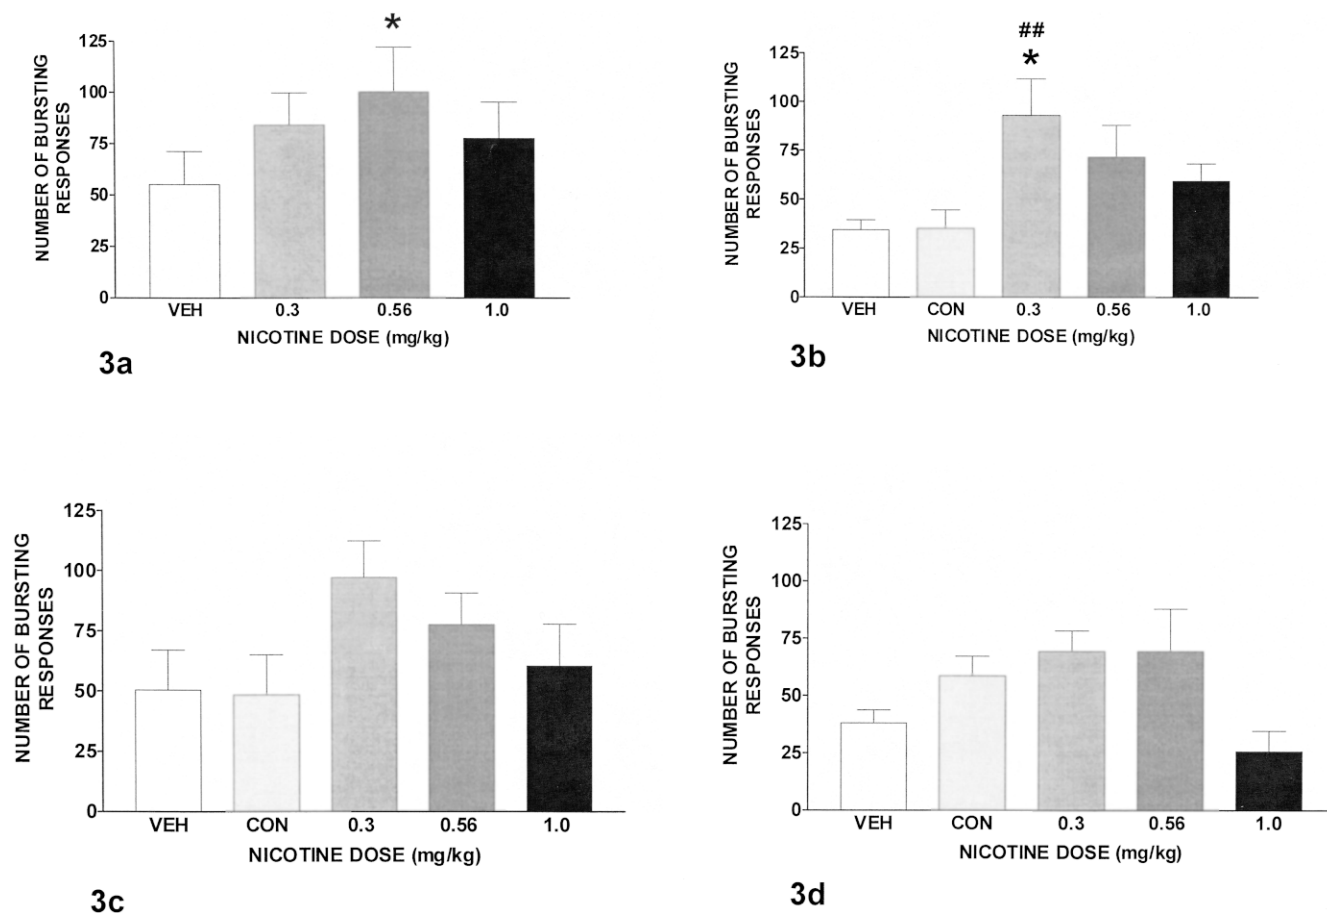 *
125
100
75
50
25
0
NUMBER OF BURSTING
RESPONSES
VEH 0.3 0.56 1.0
NICOTINE DOSE (mg/kg)
3a
##
*
125
100
75
50
25
0
NUMBER OF BURSTING
RESPONSES
VEH CON 0.3 0.56 1.0
NICOTINE DOSE (mg/kg)
3b
125
100
75
50
25
0
NUMBER OF BURSTING
RESPONSES
VEH CON 0.3 0.56 1.0
NICOTINE DOSE (mg/kg)
3c
125
100
75
50
25
0
NUMBER OF BURSTING
RESPONSES
VEH CON 0.3 0.56 1.0
NICOTINE DOSE (mg/kg)
3d